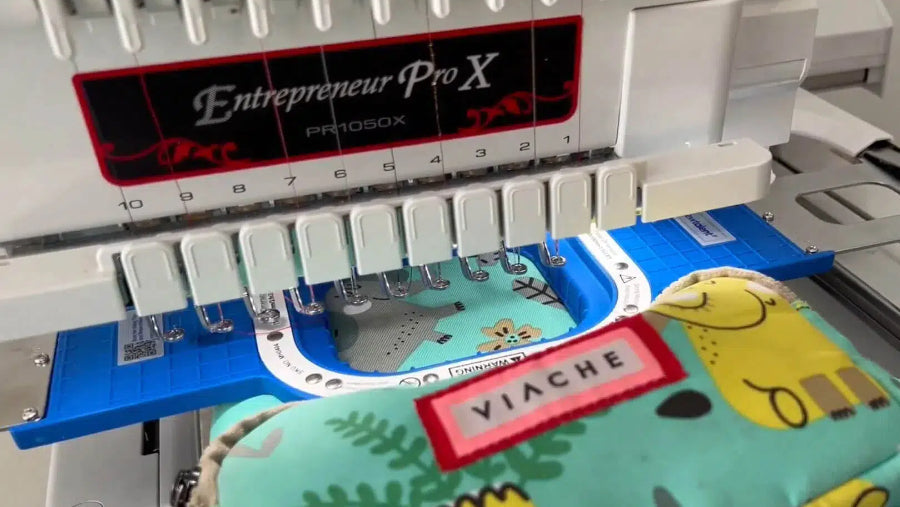 Entrepreneur Pro X
PR1050X
10 9 8 7 6 5 4 3 2 1
WARNING
VIACHE